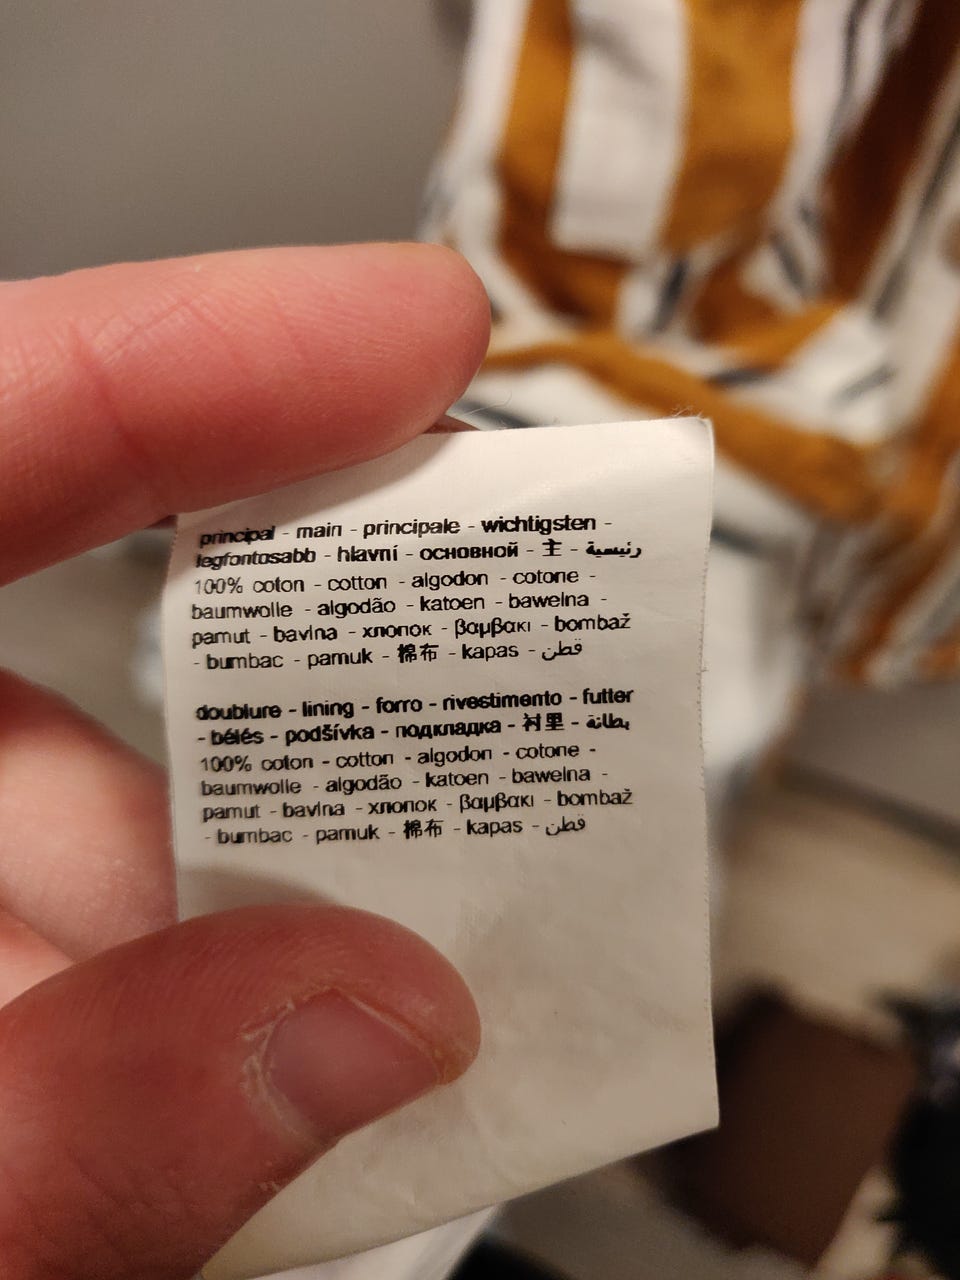 principal - main - principale - wichtigsten -
legfontosabb - hlavní - основной - 主 - رئيسية
100% coton - cotton - algodon - cotone -
baumwolle - algodão - katoen - bawelna -
pamut - bavlna - хлопок - βαμβακι - bombaž
- bumbac - pamuk - 棉布 - kapas - قطن
doublure - lining - forro - rivestimento - futter
- bélés - podšívka - подкладка - 衬里 - بطانة
100% coton - cotton - algodon - cotone -
baumwolle - algodão - katoen - bawelna -
pamut - bavlna - хлопок - βαμβακι - bombaž
- bumbac - pamuk - 棉布 - kapas - قطن